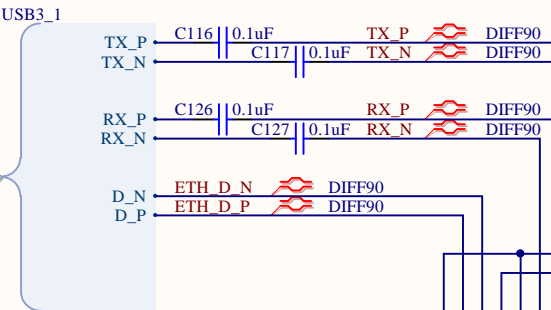 USB3_1
TX_P C116 0.1uF TX_P DIFF90
TX_N C117 0.1uF TX_N DIFF90
RX_P C126 0.1uF RX_P DIFF90
RX_N C127 0.1uF RX_N DIFF90
D_N ETH_D_N DIFF90
D_P ETH_D_P DIFF90